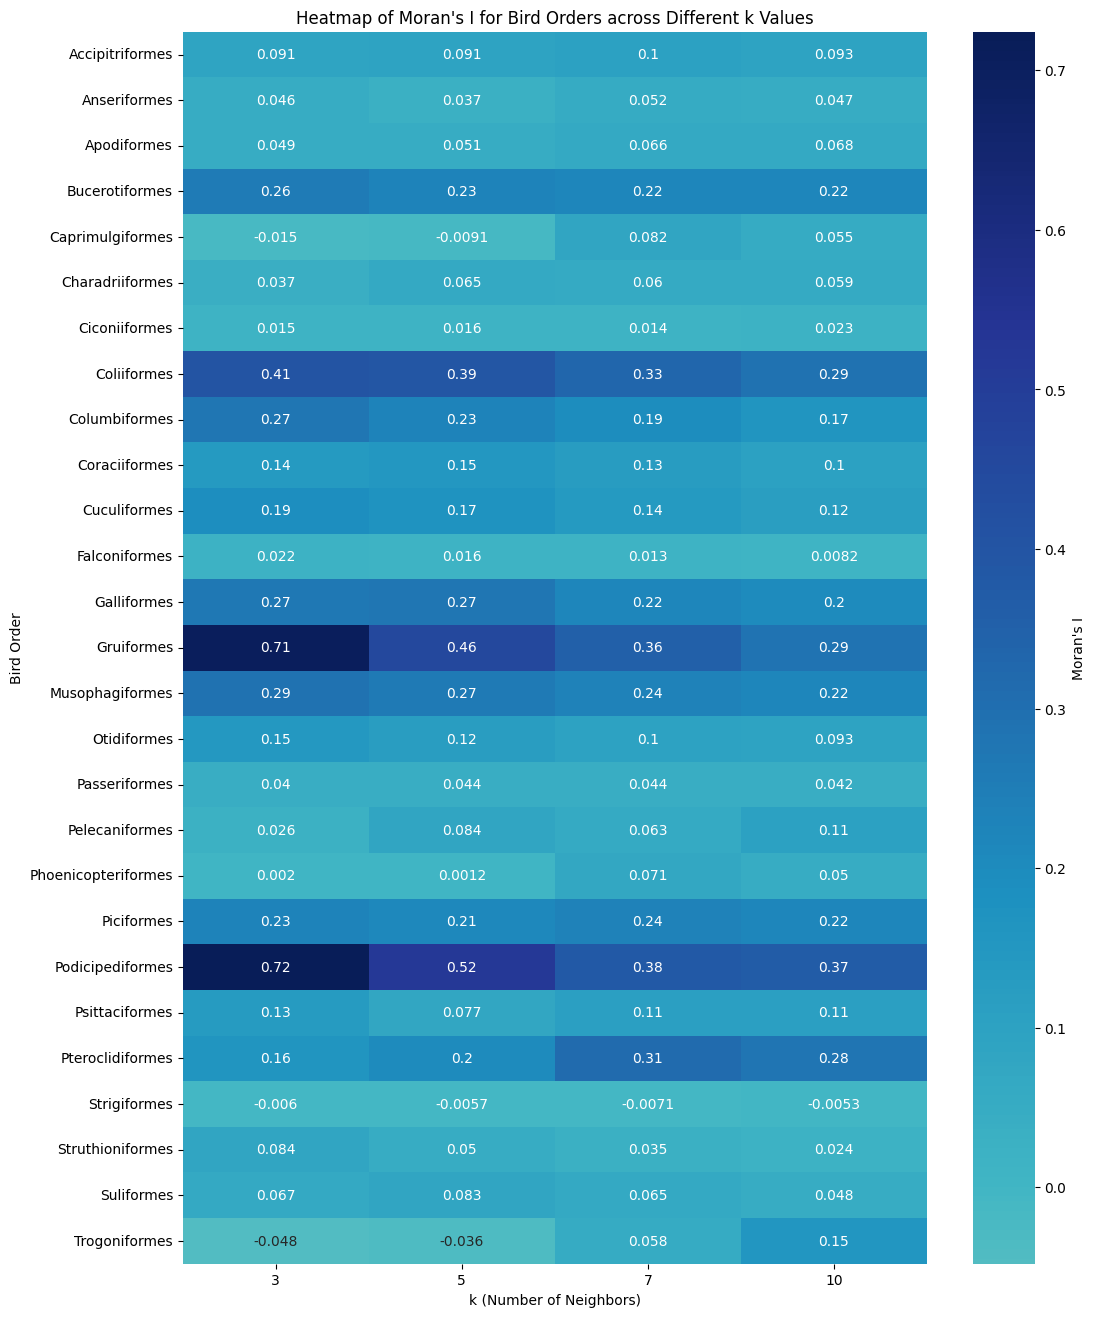 Heatmap of Moran's I for Bird Orders across Different k Values
Accipitriformes 0.091 0.091 0.1 0.093
Anseriformes 0.046 0.037 0.052 0.047
Apodiformes 0.049 0.051 0.066 0.068
Bucerotiformes 0.26 0.23 0.22 0.22
Caprimulgiformes -0.015 -0.0091 0.082 0.055
Charadriiformes 0.037 0.065 0.06 0.059
Ciconiiformes 0.015 0.016 0.014 0.023
Coliiformes 0.41 0.39 0.33 0.29
Columbiformes 0.27 0.23 0.19 0.17
Coraciiformes 0.14 0.15 0.13 0.1
Cuculiformes 0.19 0.17 0.14 0.12
Falconiformes 0.022 0.016 0.013 0.0082
Galliformes 0.27 0.27 0.22 0.2
Gruiformes 0.71 0.46 0.36 0.29
Musophagiformes 0.29 0.27 0.24 0.22
Otidiformes 0.15 0.12 0.1 0.093
Passeriformes 0.04 0.044 0.044 0.042
Pelecaniformes 0.026 0.084 0.063 0.11
Phoenicopteriformes 0.002 0.0012 0.071 0.05
Piciformes 0.23 0.21 0.24 0.22
Podicipediformes 0.72 0.52 0.38 0.37
Psittaciformes 0.13 0.077 0.11 0.11
Pteroclidiformes 0.16 0.2 0.31 0.28
Strigiformes -0.006 -0.0057 -0.0071 -0.0053
Struthioniformes 0.084 0.05 0.035 0.024
Suliformes 0.067 0.083 0.065 0.048
Trogoniformes -0.048 -0.036 0.058 0.15
3 5 7 10
k (Number of Neighbors)
Bird Order
0.7
0.6
0.5
0.4
0.3
0.2
0.1
0.0
Moran's I